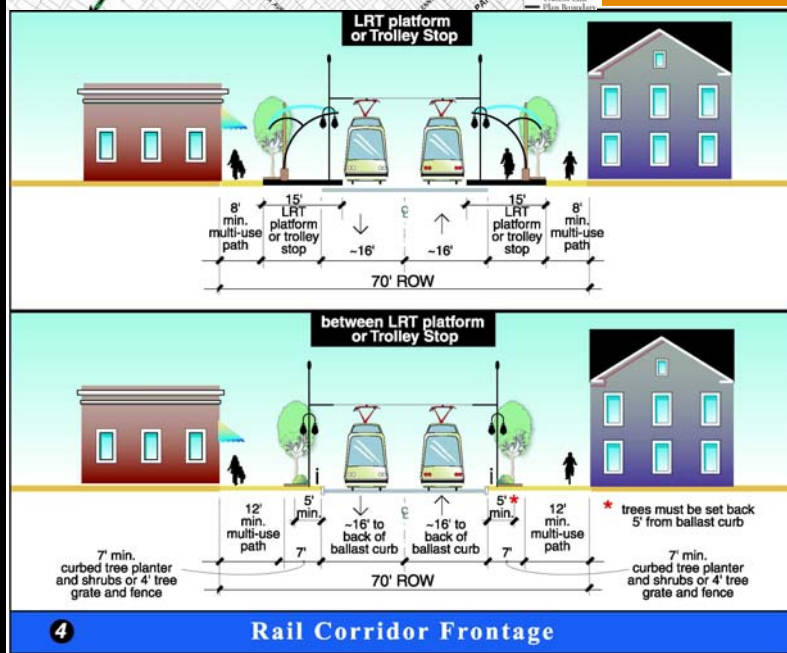 Plan Boundary
LRT platform
or Trolley Stop
8'
min.
multi-use
path
15'
LRT
platform
or trolley
stop
~16'
℄
~16'
15'
LRT
platform
or trolley
stop
8'
min.
multi-use
path
70' ROW
between LRT platform
or Trolley Stop
12'
min.
multi-use
path
5'
min.
7'
~16' to
back of
ballast curb
℄
~16' to
back of
ballast curb
5' *
min.
7'
12'
min.
multi-use
path
* trees must be set back
5' from ballast curb
7' min.
curbed tree planter
and shrubs or 4' tree
grate and fence
70' ROW
7' min.
curbed tree planter
and shrubs or 4' tree
grate and fence
4 Rail Corridor Frontage